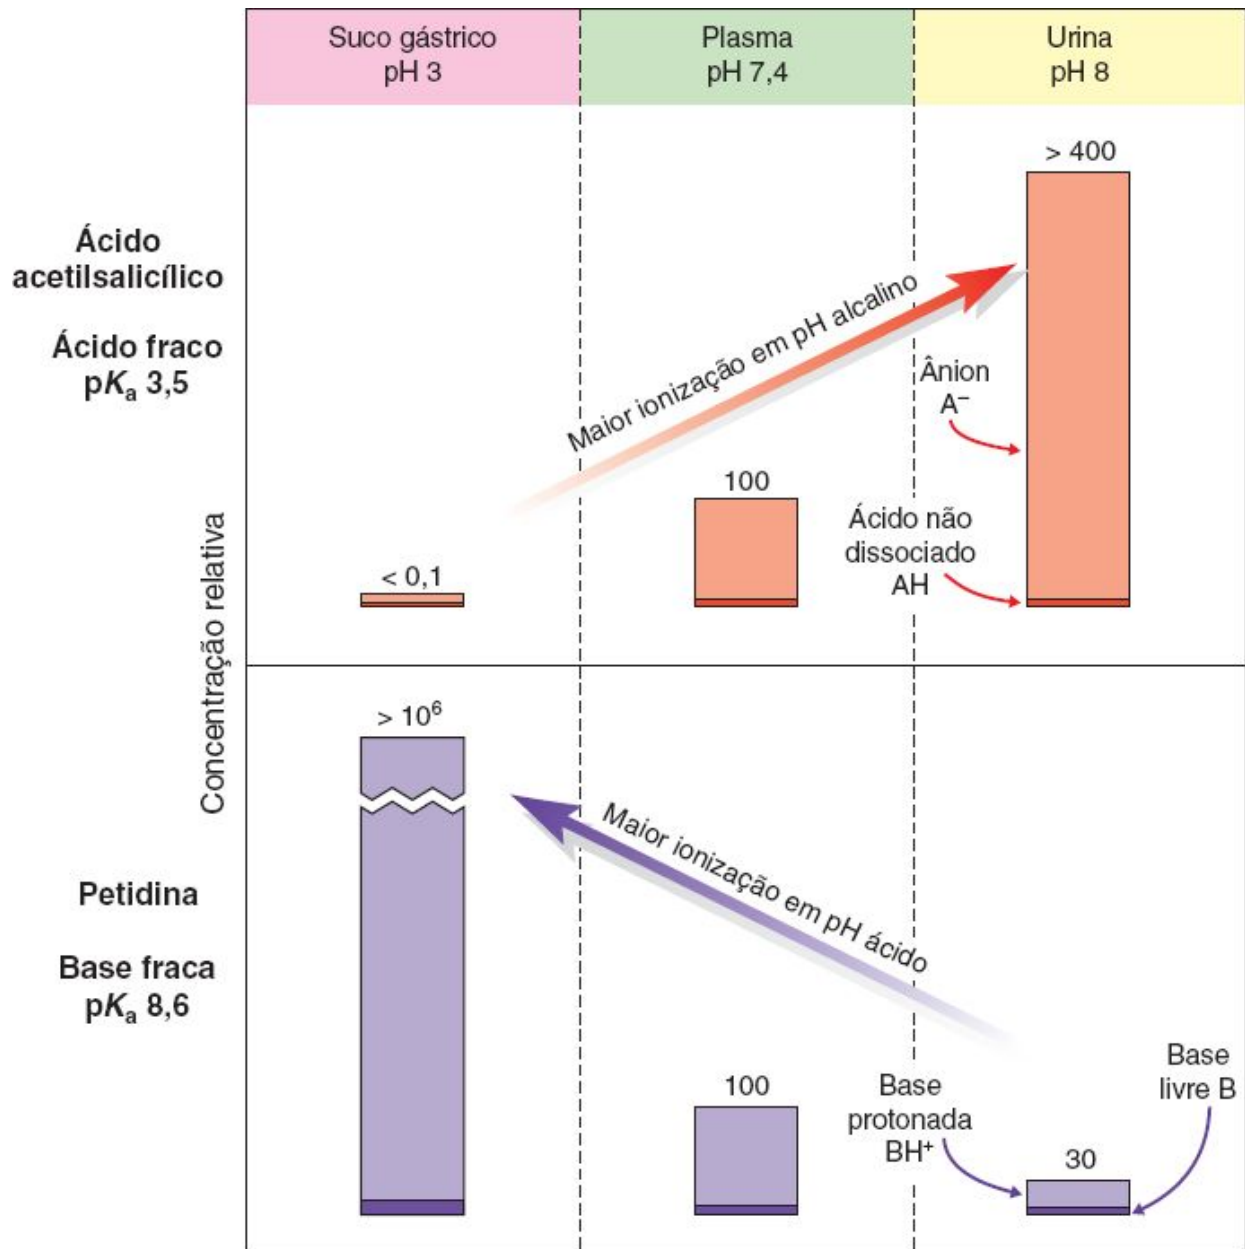 Suco gástrico
pH 3
Plasma
pH 7,4
Urina
pH 8
Concentração relativa
Ácido
acetilsalicílico
Ácido fraco
pKₐ 3,5
< 0,1
Maior ionização em pH alcalino
100
> 400
Ânion
A⁻
Ácido não
dissociado
AH
Petidina
Base fraca
pKₐ 8,6
> 10⁶
Maior ionização em pH ácido
100
Base
protonada
BH⁺
30
Base
livre B